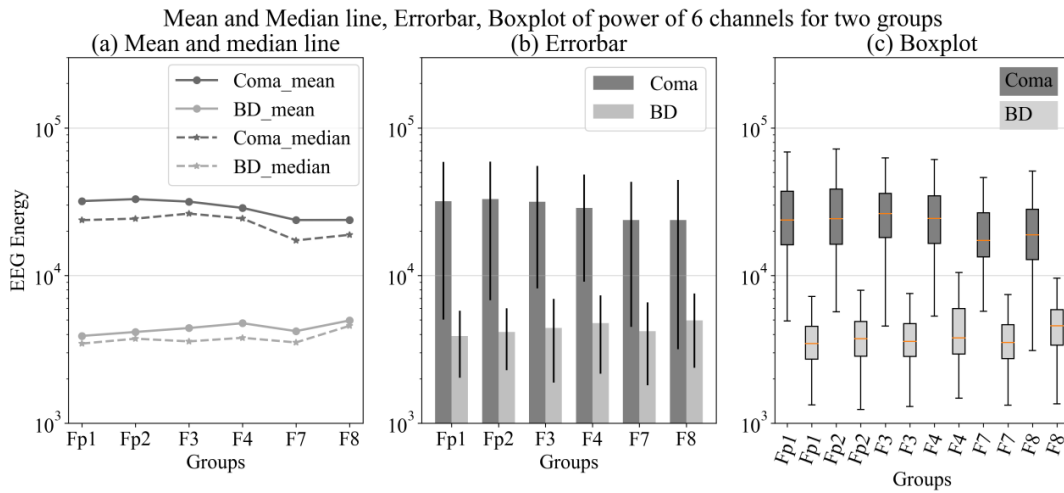 Mean and Median line, Errorbar, Boxplot of power of 6 channels for two groups
(a) Mean and median line
Coma_mean
BD_mean
Coma_median
BD_median
EEG Energy
10^5
10^4
10^3
Fp1 Fp2 F3 F4 F7 F8
Groups
(b) Errorbar
Coma
BD
10^5
10^4
10^3
Fp1 Fp2 F3 F4 F7 F8
Groups
(c) Boxplot
Coma
BD
10^5
10^4
10^3
Fp1 Fp1 Fp2 Fp2 F3 F3 F4 F4 F7 F7 F8 F8
Groups